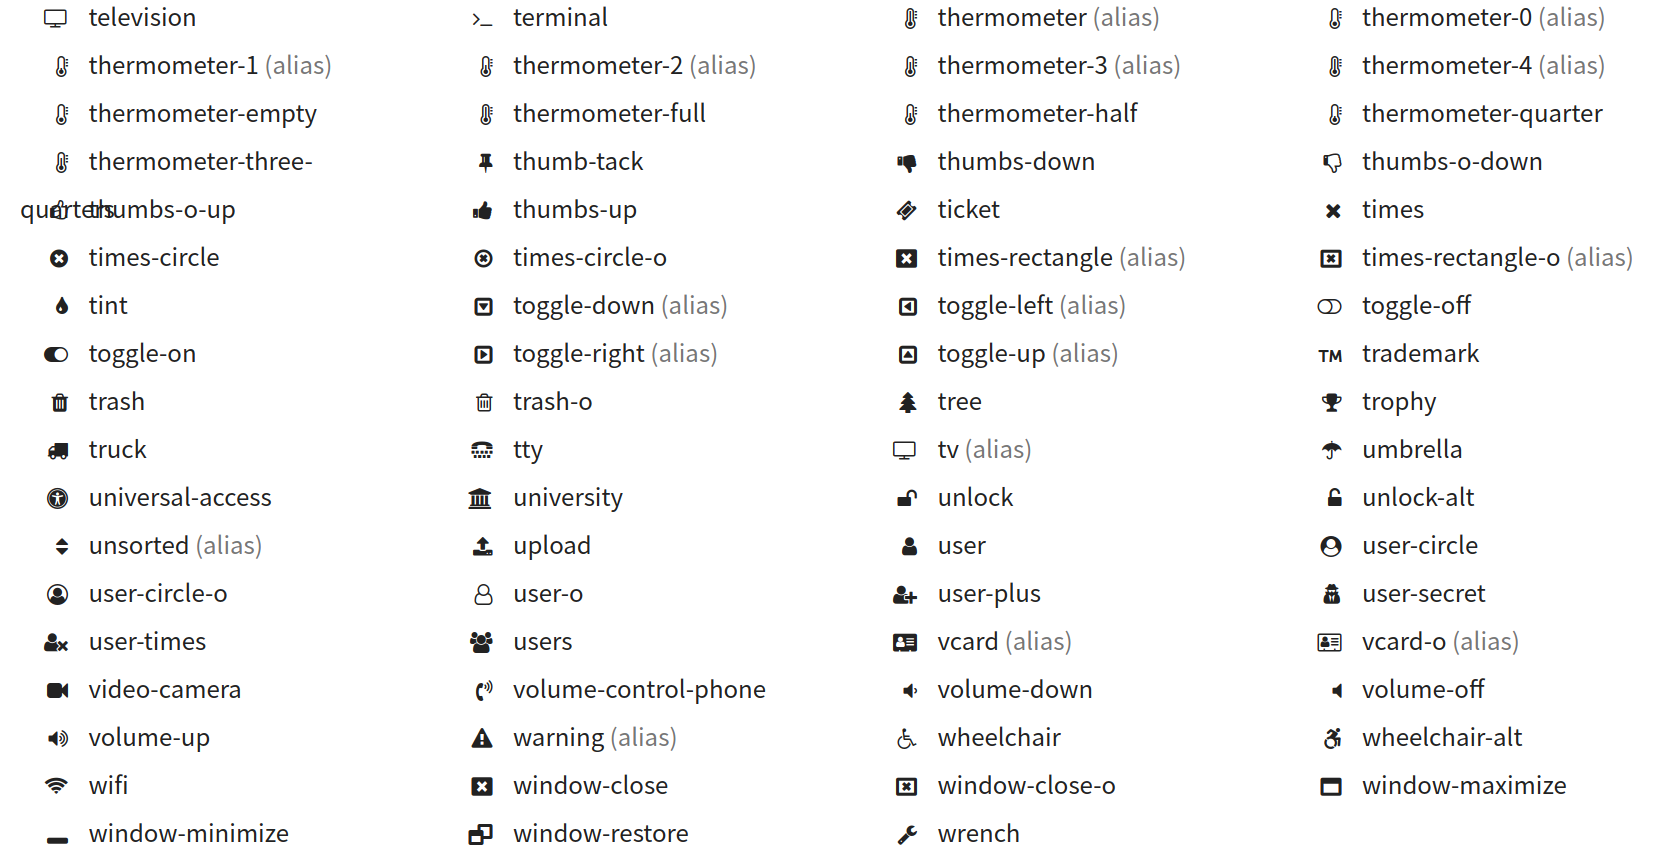 television terminal thermometer (alias) thermometer-0 (alias)
thermometer-1 (alias) thermometer-2 (alias) thermometer-3 (alias) thermometer-4 (alias)
thermometer-empty thermometer-full thermometer-half thermometer-quarter
thermometer-three- thumb-tack thumbs-down thumbs-o-down
quarters thumbs-o-up thumbs-up ticket times
times-circle times-circle-o times-rectangle (alias) times-rectangle-o (alias)
tint toggle-down (alias) toggle-left (alias) toggle-off
toggle-on toggle-right (alias) toggle-up (alias) TM trademark
trash trash-o tree trophy
truck tty tv (alias) umbrella
universal-access university unlock unlock-alt
unsorted (alias) upload user user-circle
user-circle-o user-o user-plus user-secret
user-times users vcard (alias) vcard-o (alias)
video-camera volume-control-phone volume-down volume-off
volume-up warning (alias) wheelchair wheelchair-alt
wifi window-close window-close-o window-maximize
window-minimize window-restore wrench